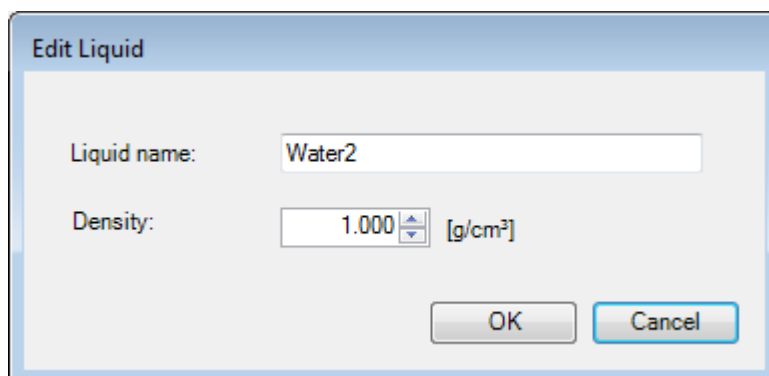 Edit Liquid
Liquid name: Water2
Density: 1.000 [g/cm³]
OK Cancel